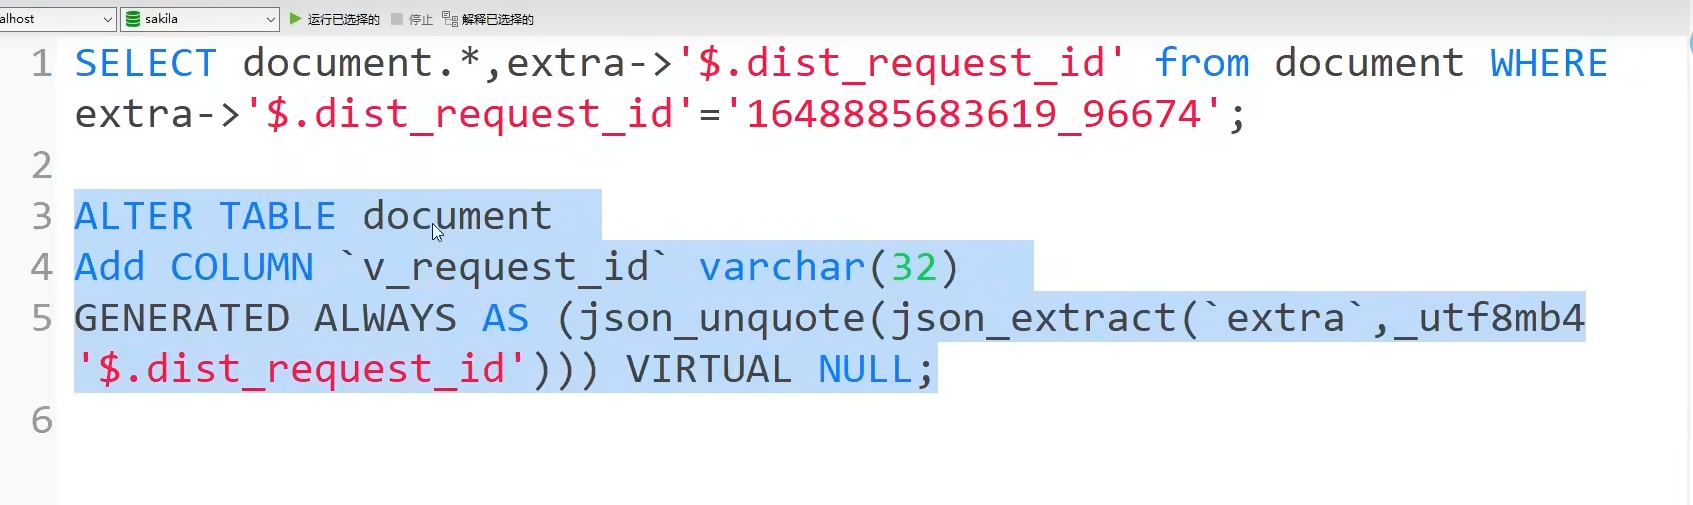 alhost sakila 运行已选择的 停止 解释已选择的
1 SELECT document.*,extra->'$.dist_request_id' from document WHERE
extra->'$.dist_request_id'='1648885683619_96674';
2
3 ALTER TABLE document
4 Add COLUMN `v_request_id` varchar(32)
5 GENERATED ALWAYS AS (json_unquote(json_extract(`extra`,_utf8mb4
'$.dist_request_id'))) VIRTUAL NULL;
6